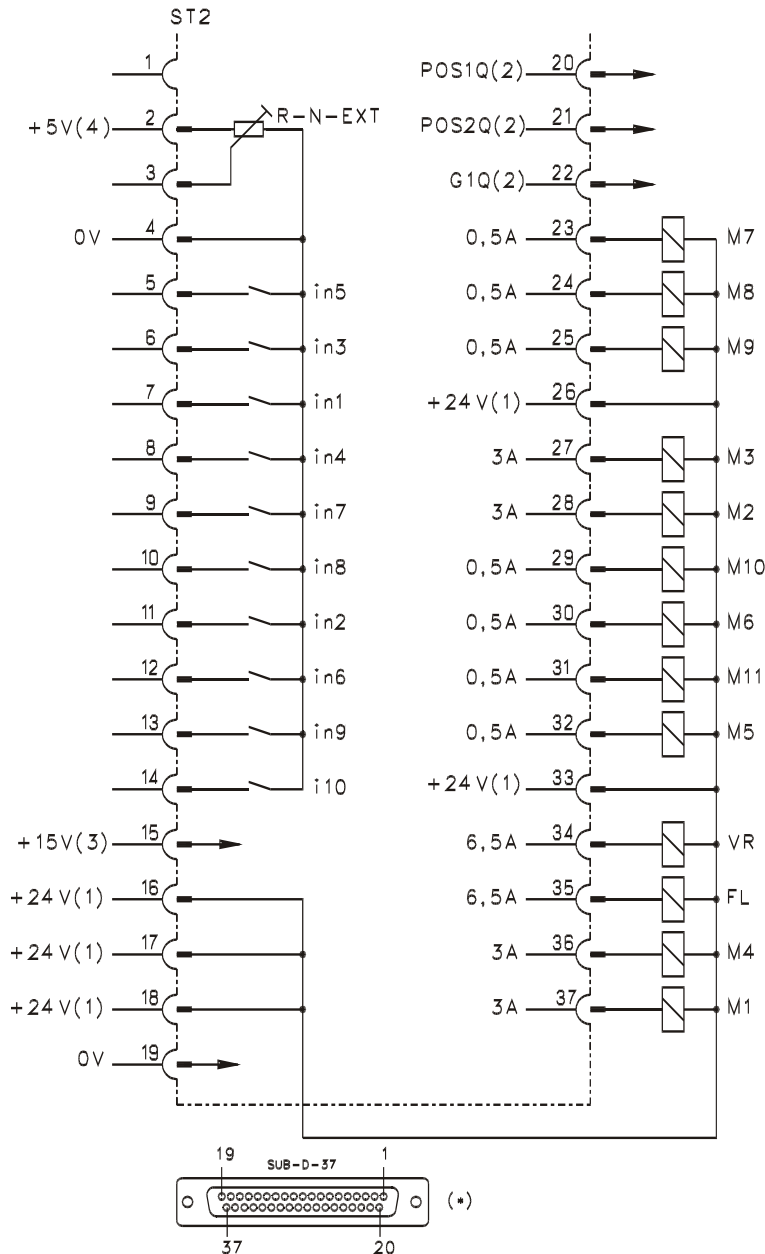 ST2
1
+5V(4) 2 R-N-EXT
3
0V 4
5 in5
6 in3
7 in1
8 in4
9 in7
10 in8
11 in2
12 in6
13 in9
14 i10
+15V(3) 15
+24V(1) 16
+24V(1) 17
+24V(1) 18
0V 19
POS1Q(2) 20
POS2Q(2) 21
G1Q(2) 22
0,5A 23 M7
0,5A 24 M8
0,5A 25 M9
+24V(1) 26
3A 27 M3
3A 28 M2
0,5A 29 M10
0,5A 30 M6
0,5A 31 M11
0,5A 32 M5
+24V(1) 33
6,5A 34 VR
6,5A 35 FL
3A 36 M4
3A 37 M1
19 SUB-D-37 1
(*)
37 20